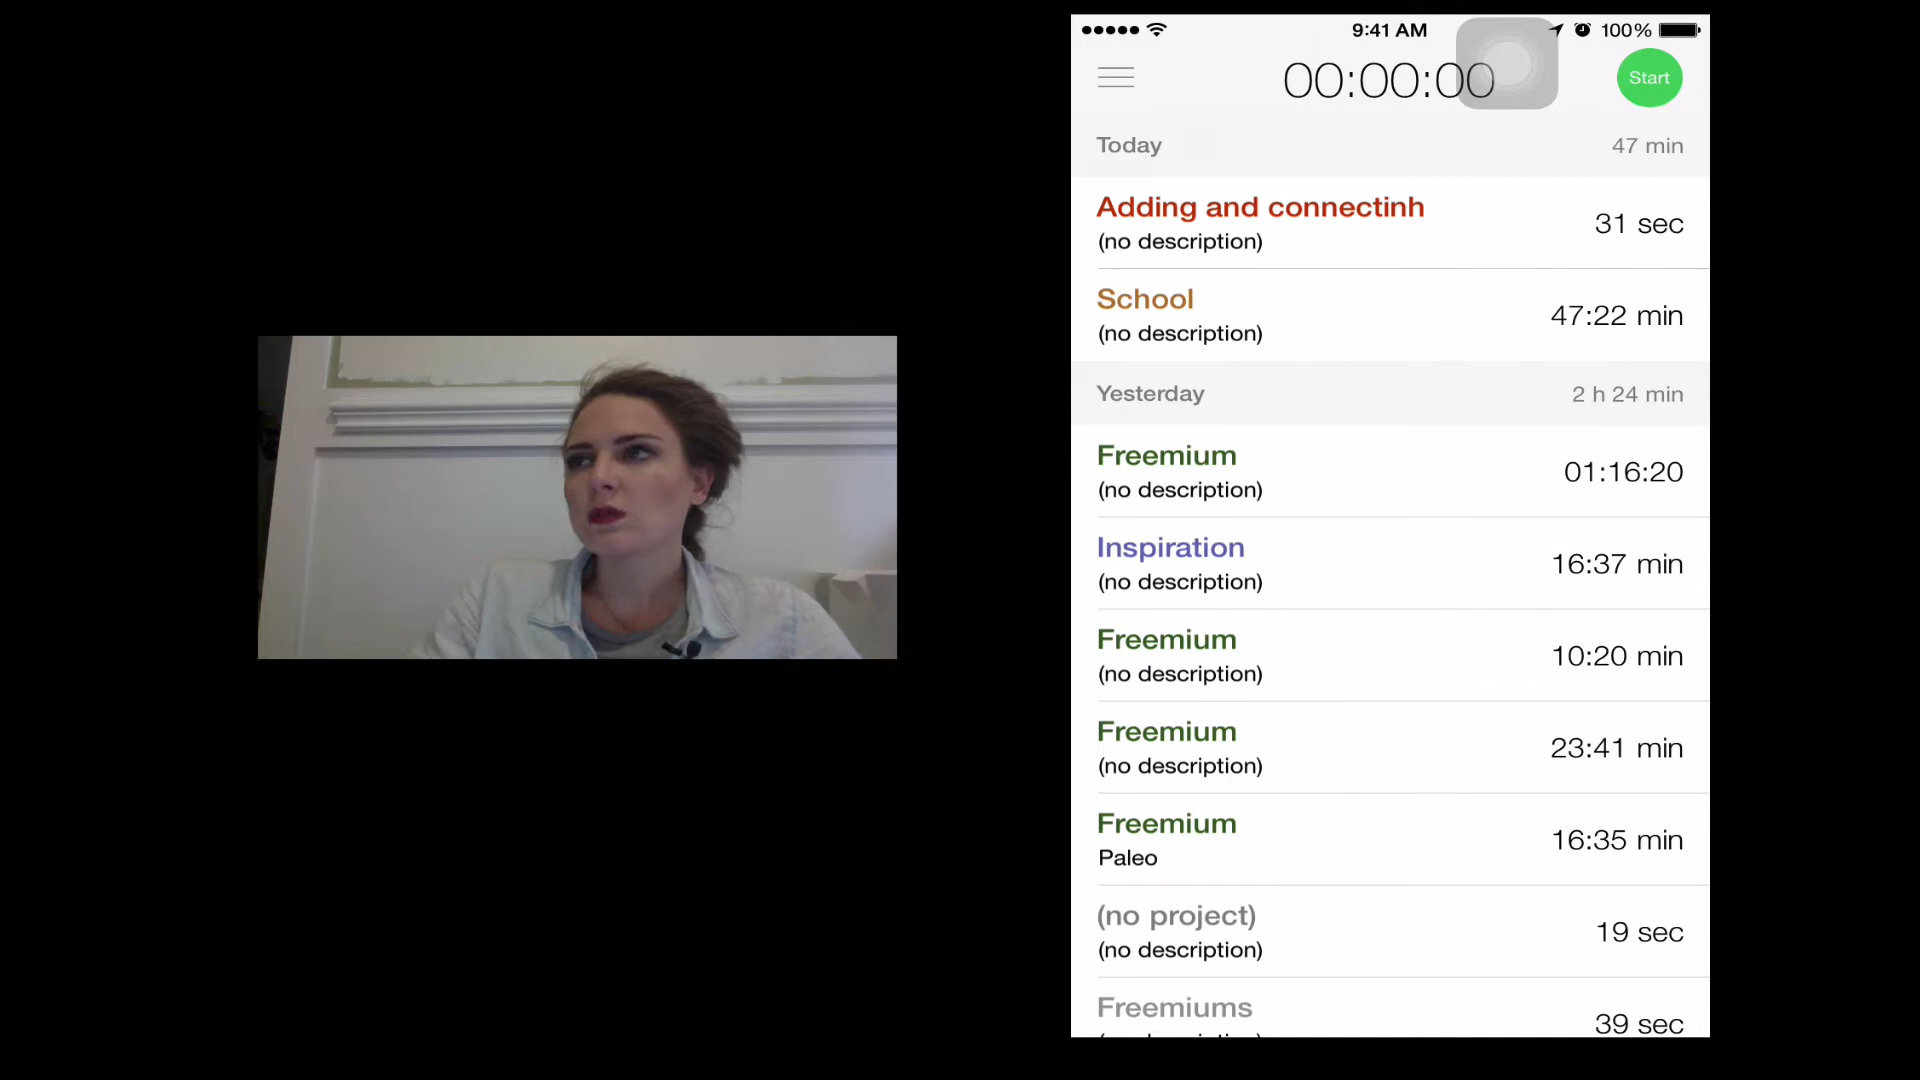 9:41 AM
100%
00:00:00
Start
Today
47 min
Adding and connectinh
(no description)
31 sec
School
(no description)
47:22 min
Yesterday
2 h 24 min
Freemium
(no description)
01:16:20
Inspiration
(no description)
16:37 min
Freemium
(no description)
10:20 min
Freemium
(no description)
23:41 min
Freemium
Paleo
16:35 min
(no project)
(no description)
19 sec
Freemiums
39 sec